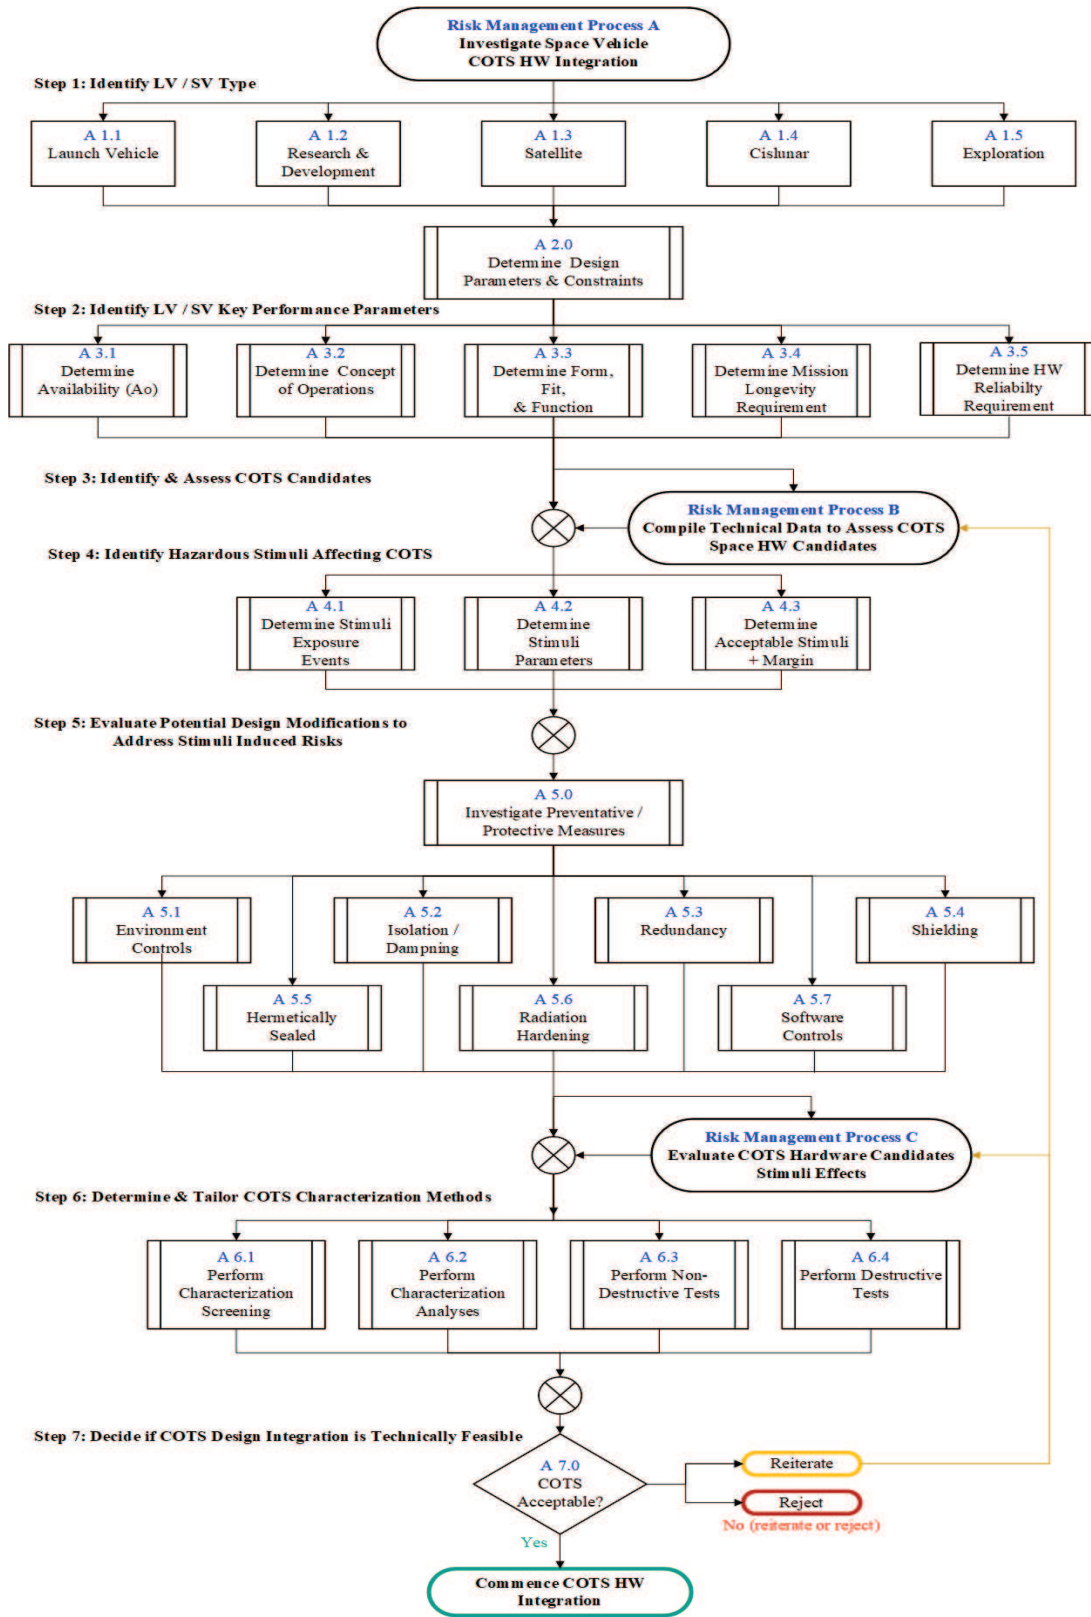 Risk Management Process A
Investigate Space Vehicle
COTS HW Integration
Step 1: Identify LV / SV Type
A 1.1
Launch Vehicle
A 1.2
Research &
Development
A 1.3
Satellite
A 1.4
Cislunar
A 1.5
Exploration
A 2.0
Determine Design
Parameters & Constraints
Step 2: Identify LV / SV Key Performance Parameters
A 3.1
Determine
Availability (Ao)
A 3.2
Determine Concept
of Operations
A 3.3
Determine Form,
Fit,
& Function
A 3.4
Determine Mission
Longevity
Requirement
A 3.5
Determine HW
Reliabilty
Requirement
Step 3: Identify & Assess COTS Candidates
Risk Management Process B
Compile Technical Data to Assess COTS
Space HW Candidates
Step 4: Identify Hazardous Stimuli Affecting COTS
A 4.1
Determine Stimuli
Exposure
Events
A 4.2
Determine
Stimuli
Parameters
A 4.3
Determine
Acceptable Stimuli
+ Margin
Step 5: Evaluate Potential Design Modifications to
Address Stimuli Induced Risks
A 5.0
Investigate Preventative /
Protective Measures
A 5.1
Environment
Controls
A 5.2
Isolation /
Dampning
A 5.3
Redundancy
A 5.4
Shielding
A 5.5
Hermetically
Sealed
A 5.6
Radiation
Hardening
A 5.7
Software
Controls
Risk Management Process C
Evaluate COTS Hardware Candidates
Stimuli Effects
Step 6: Determine & Tailor COTS Characterization Methods
A 6.1
Perform
Characterization
Screening
A 6.2
Perform
Characterization
Analyses
A 6.3
Perform Non-
Destructive Tests
A 6.4
Perform Destructive
Tests
Step 7: Decide if COTS Design Integration is Technically Feasible
A 7.0
COTS
Acceptable?
Reiterate
Reject
No (reiterate or reject)
Yes
Commence COTS HW
Integration